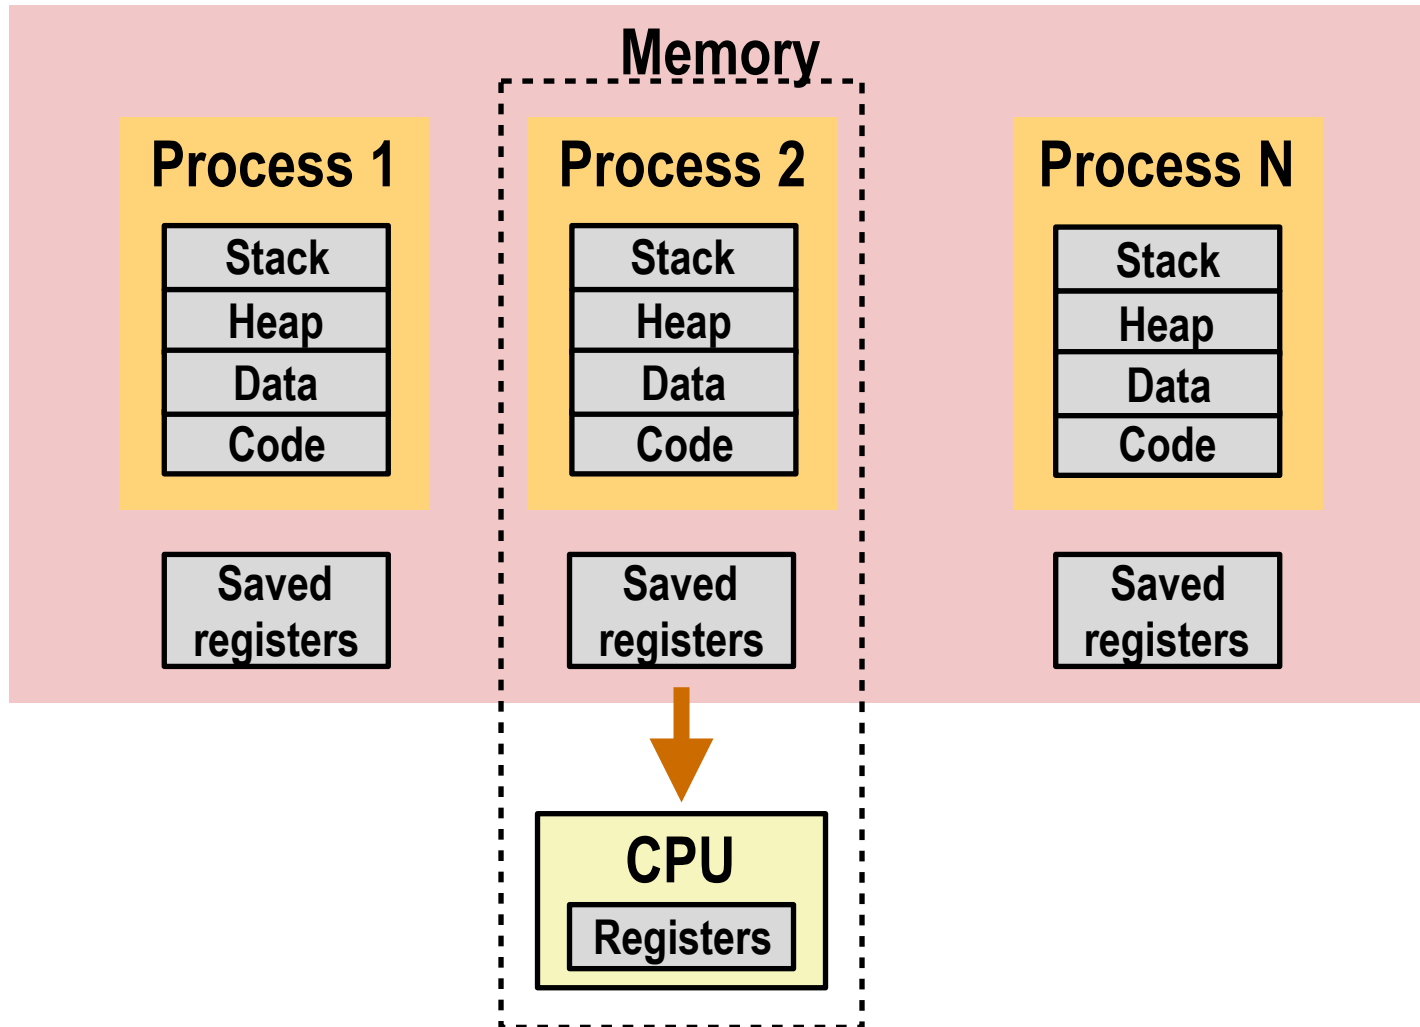 Memory
Process 1
Stack
Heap
Data
Code
Saved
registers
Process 2
Stack
Heap
Data
Code
Saved
registers
Process N
Stack
Heap
Data
Code
Saved
registers
CPU
Registers